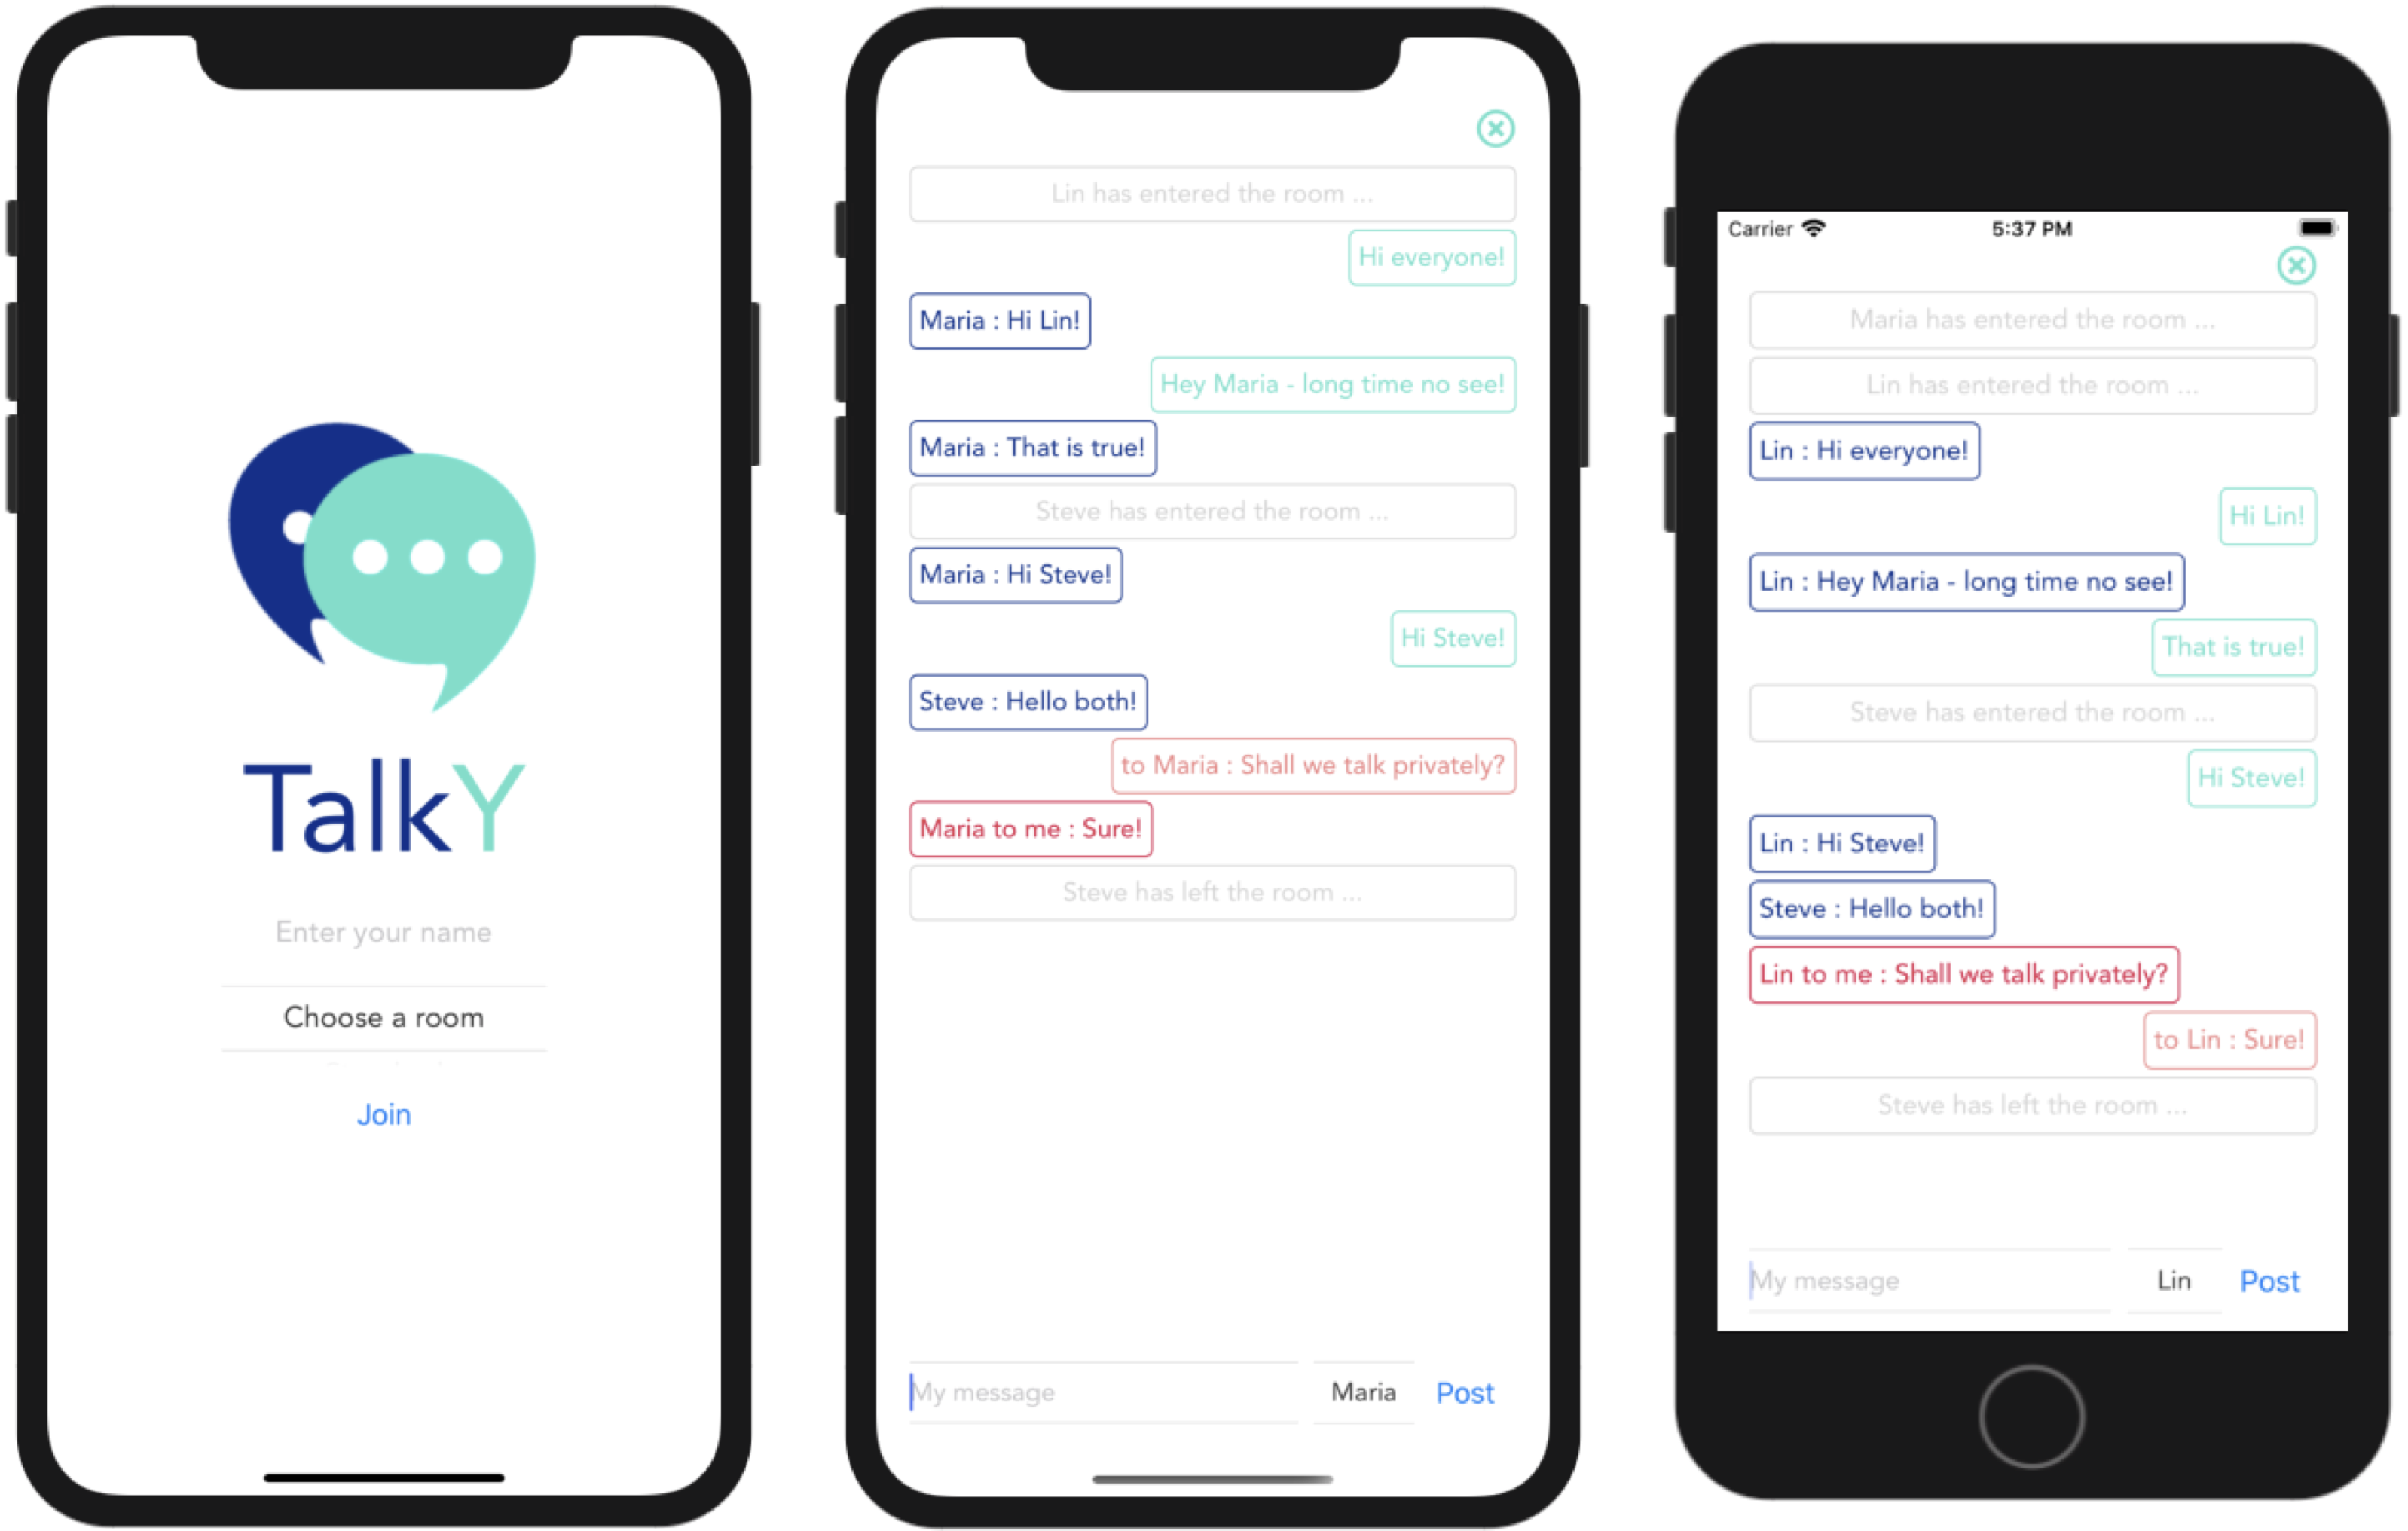 TalkY
Enter your name
Choose a room
Join
Lin has entered the room ...
Hi everyone!
Maria : Hi Lin!
Hey Maria - long time no see!
Maria : That is true!
Steve has entered the room ...
Maria : Hi Steve!
Hi Steve!
Steve : Hello both!
to Maria : Shall we talk privately?
Maria to me : Sure!
Steve has left the room ...
My message Maria Post
Carrier 5:37 PM
Maria has entered the room ...
Lin has entered the room ...
Lin : Hi everyone!
Hi Lin!
Lin : Hey Maria - long time no see!
That is true!
Steve has entered the room ...
Hi Steve!
Lin : Hi Steve!
Steve : Hello both!
Lin to me : Shall we talk privately?
to Lin : Sure!
Steve has left the room ...
My message Lin Post